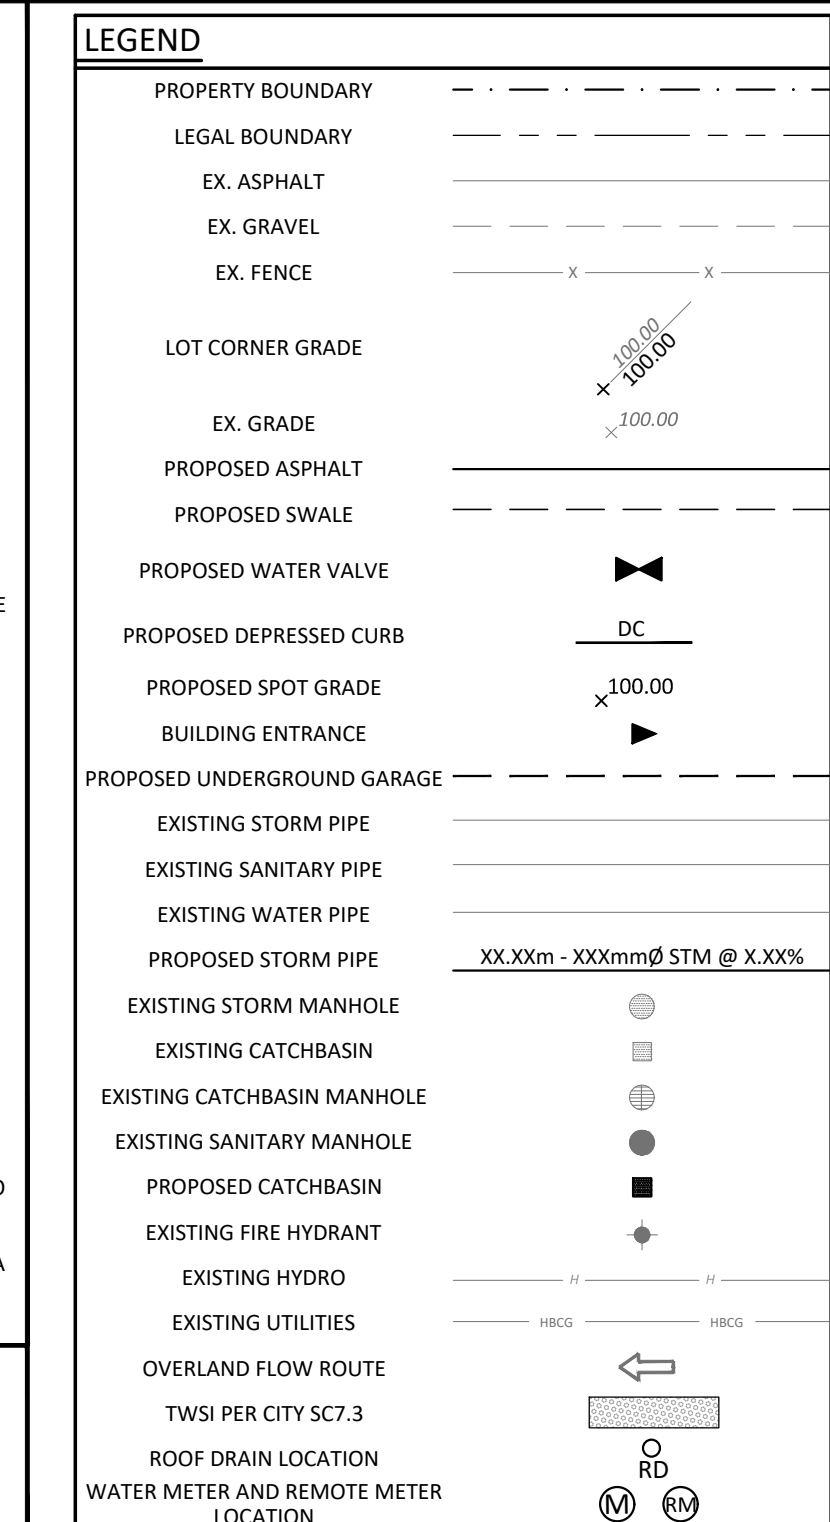 LEGEND
PROPERTY BOUNDARY
LEGAL BOUNDARY
EX. ASPHALT
EX. GRAVEL
EX. FENCE X X
LOT CORNER GRADE 100.00
100.00
EX. GRADE 100.00
PROPOSED ASPHALT
PROPOSED SWALE
PROPOSED WATER VALVE
E
PROPOSED DEPRESSED CURB DC
PROPOSED SPOT GRADE 100.00
BUILDING ENTRANCE
PROPOSED UNDERGROUND GARAGE
EXISTING STORM PIPE
EXISTING SANITARY PIPE
EXISTING WATER PIPE
PROPOSED STORM PIPE XX.XXm - XXXmmØ STM @ X.XX%
EXISTING STORM MANHOLE
EXISTING CATCHBASIN
EXISTING CATCHBASIN MANHOLE
EXISTING SANITARY MANHOLE
PROPOSED CATCHBASIN
EXISTING FIRE HYDRANT
EXISTING HYDRO H H
EXISTING UTILITIES HBCG HBCG
OVERLAND FLOW ROUTE
TWSI PER CITY SC7.3
ROOF DRAIN LOCATION RD
WATER METER AND REMOTE METER
LOCATION M RM